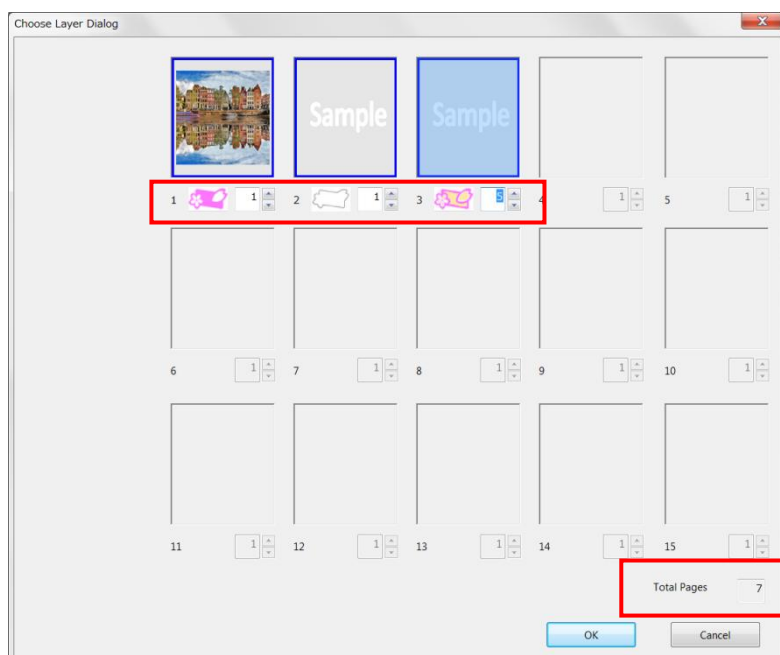 Choose Layer Dialog
X
Sample Sample
1 1 2 1 3 5 4 1 5 1
6 1 7 1 8 1 9 1 10 1
11 1 12 1 13 1 14 1 15 1
Total Pages 7
OK Cancel